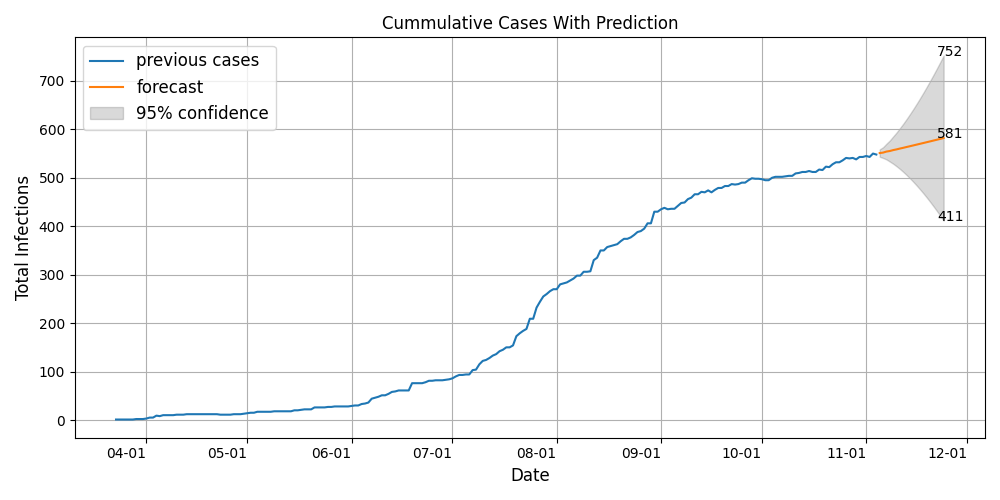 Cummulative Cases With Prediction
previous cases
forecast
95% confidence
752
581
411
Total Infections
700
600
500
400
300
200
100
0
04-01 05-01 06-01 07-01 08-01 09-01 10-01 11-01 12-01
Date